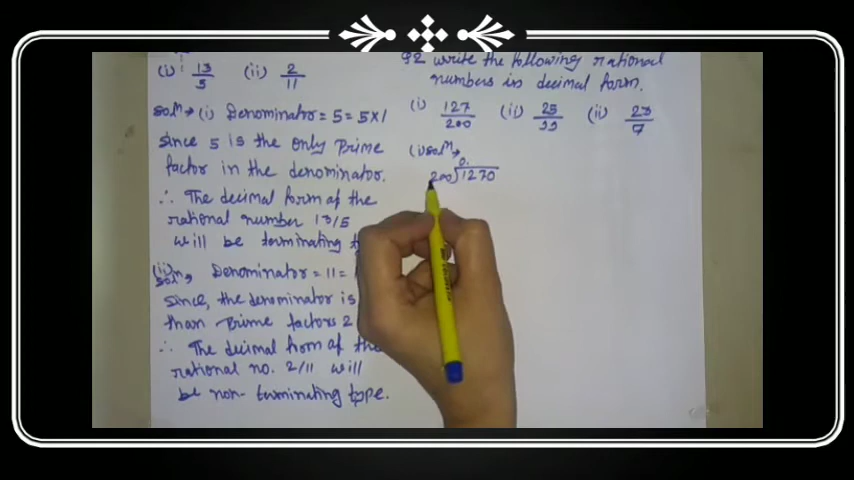 (i) 13/5 (ii) 2/11
soln → (i) Denominator = 5 = 5×1
since 5 is the only Prime
factor in the denominator.
∴ The decimal form of the
rational number 13/5
will be terminating
(ii) soln → Denominator = 11 =
since, the denominator is
than Prime factors 2
∴ The decimal from of the
rational no. 2/11 will
be non-terminating type.
Q2 write the following rational
numbers in decimal form.
(i) 127/200 (ii) 25/99 (ii) 23/7
(i) soln →
0.
200)1270